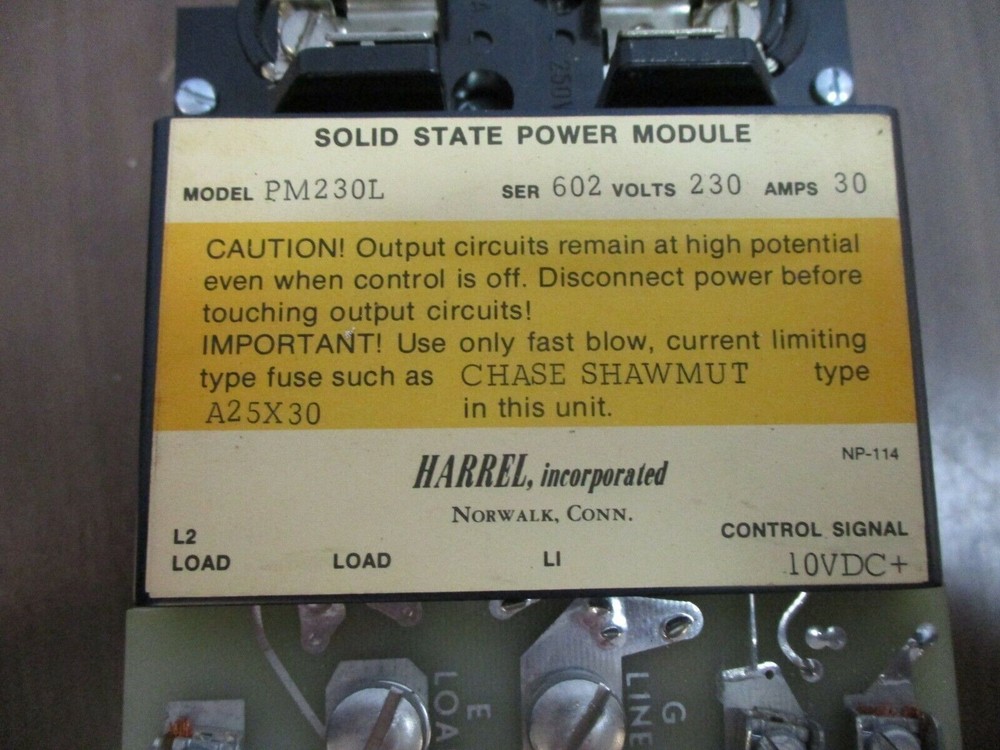 250V
SOLID STATE POWER MODULE
MODEL PM230L SER 602 VOLTS 230 AMPS 30
CAUTION! Output circuits remain at high potential
even when control is off. Disconnect power before
touching output circuits!
IMPORTANT! Use only fast blow, current limiting
type fuse such as CHASE SHAWMUT type
A25X30 in this unit.
HARREL, incorporated
NP-114
NORWALK, CONN.
L2 CONTROL SIGNAL
LOAD LOAD LI 10VDC+
LOA
E
LINE
G